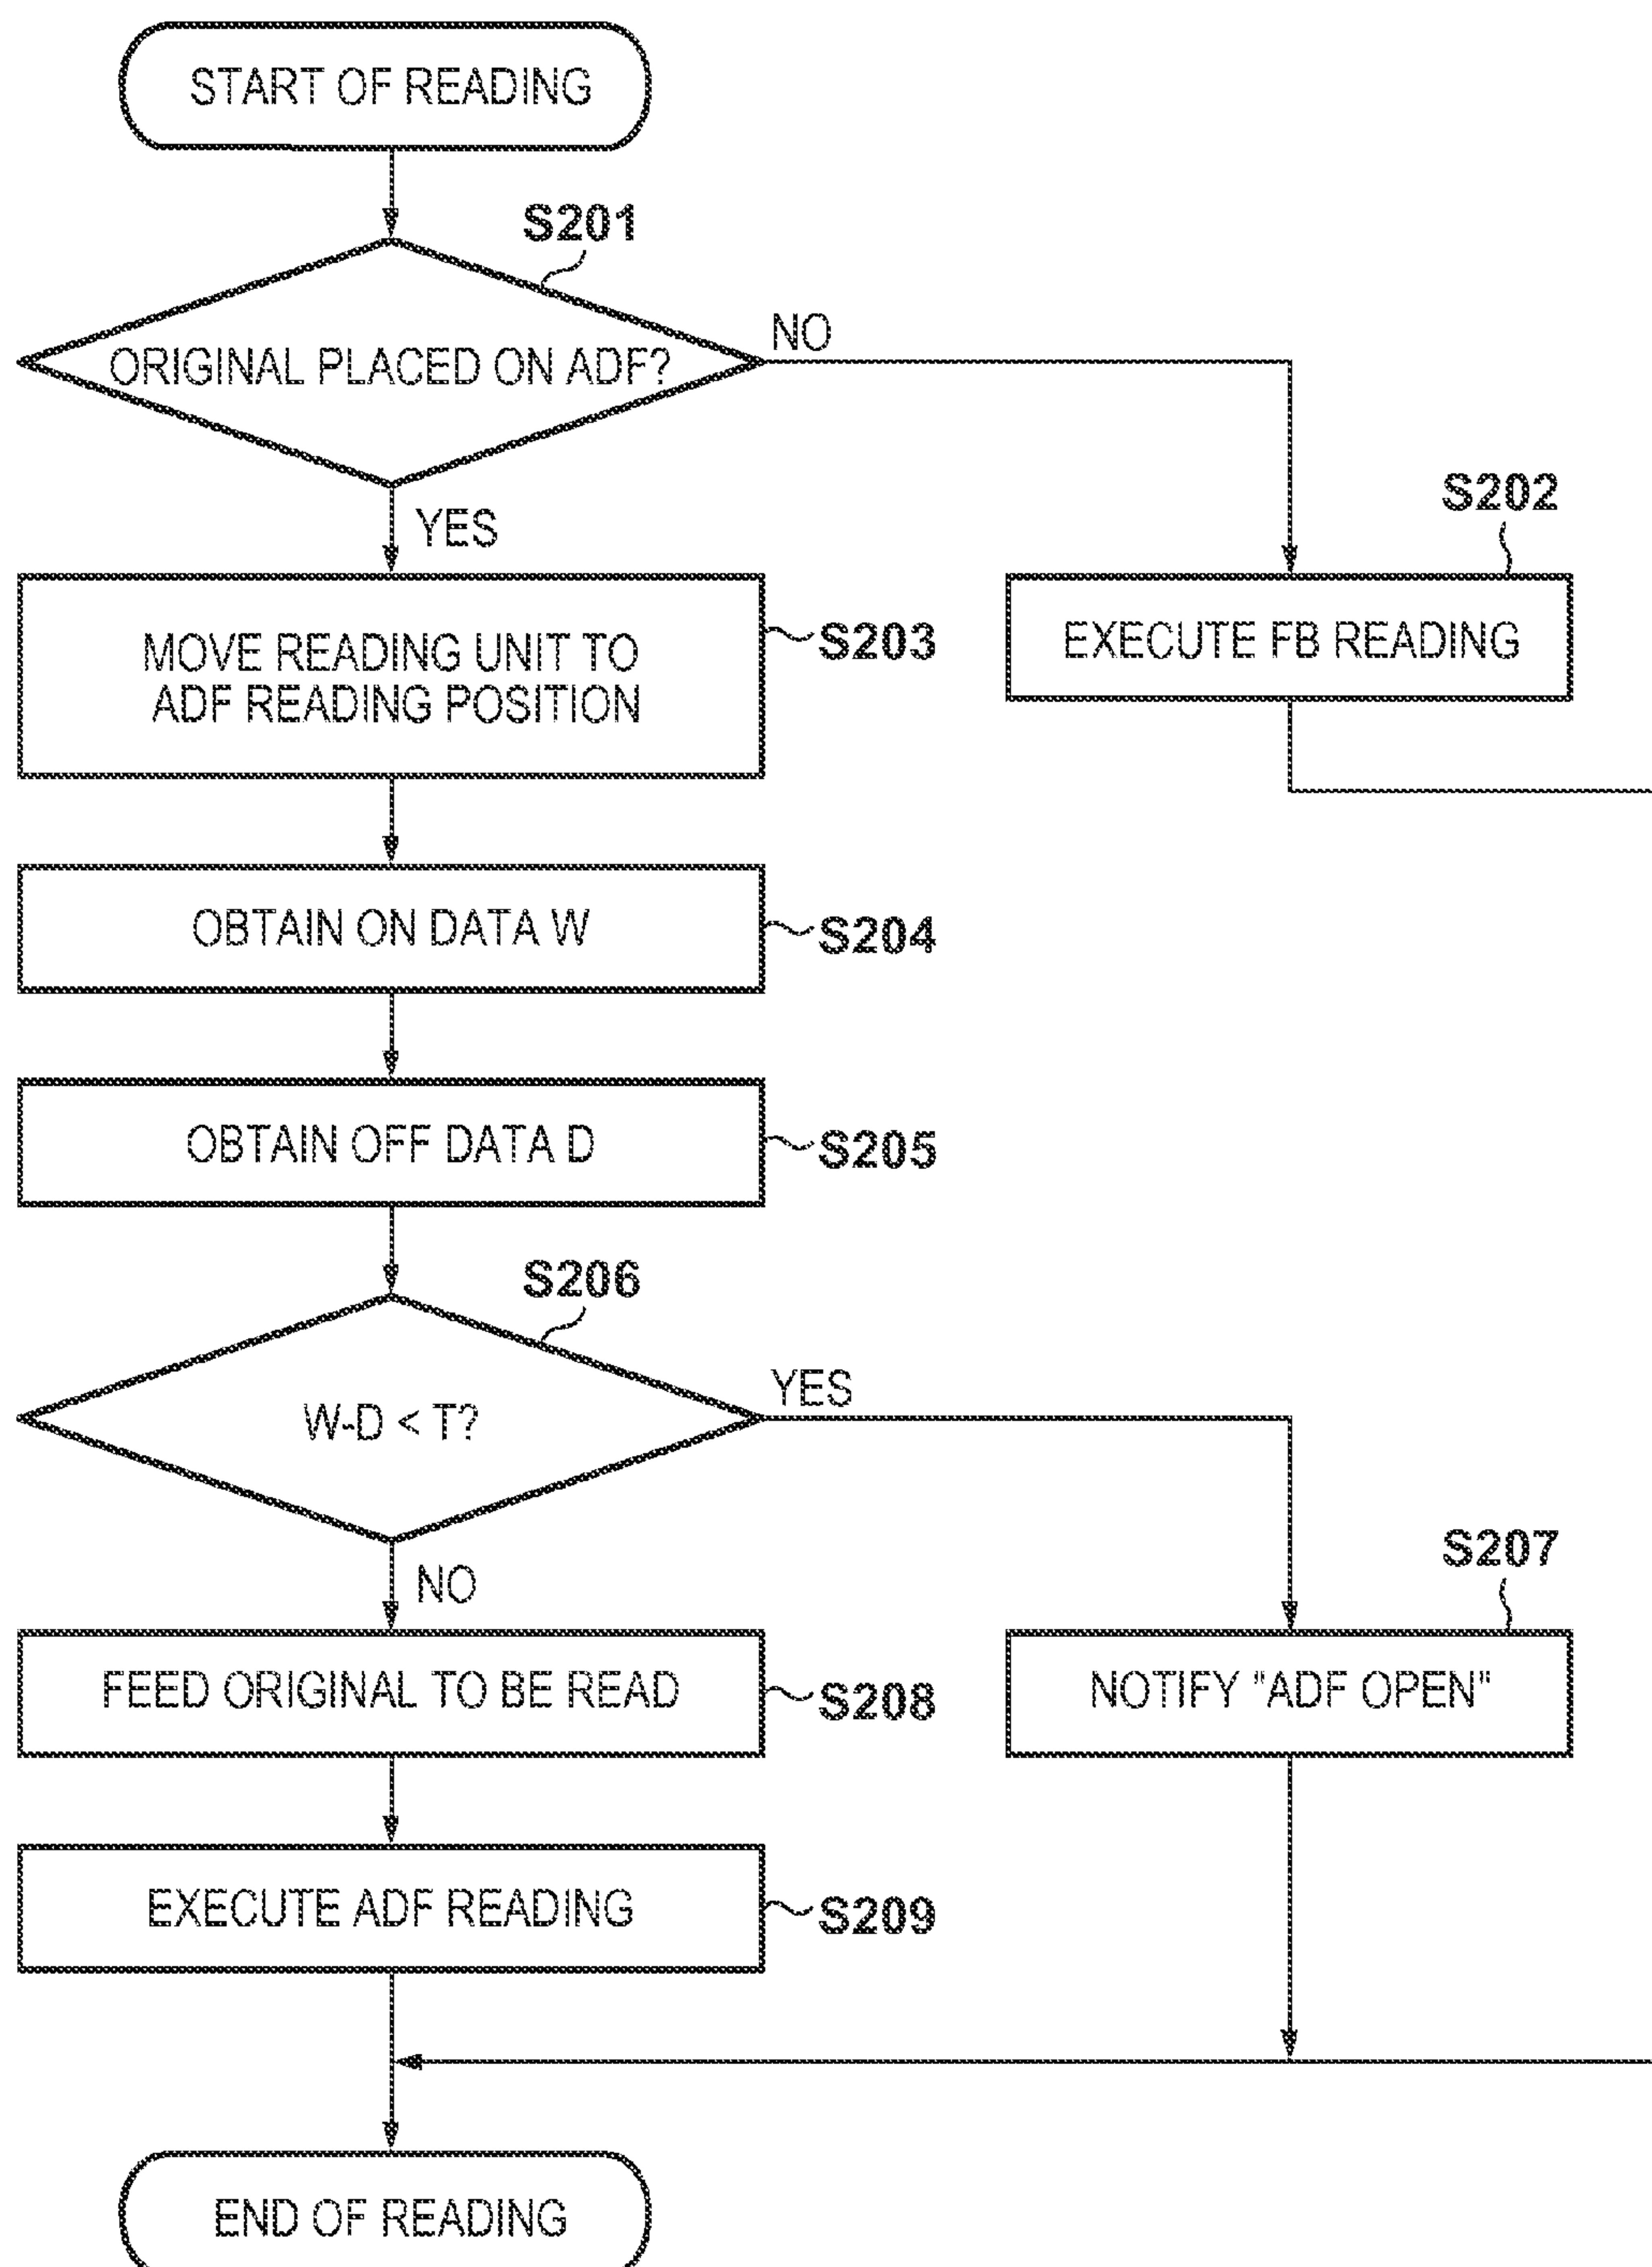 START OF READING
S201
ORIGINAL PLACED ON ADF?
NO
YES
S202
EXECUTE FB READING
MOVE READING UNIT TO
ADF READING POSITION
S203
OBTAIN ON DATA W
S204
OBTAIN OFF DATA D
S205
S206
W-D < T?
YES
NO
S207
NOTIFY "ADF OPEN"
FEED ORIGINAL TO BE READ
S208
EXECUTE ADF READING
S209
END OF READING